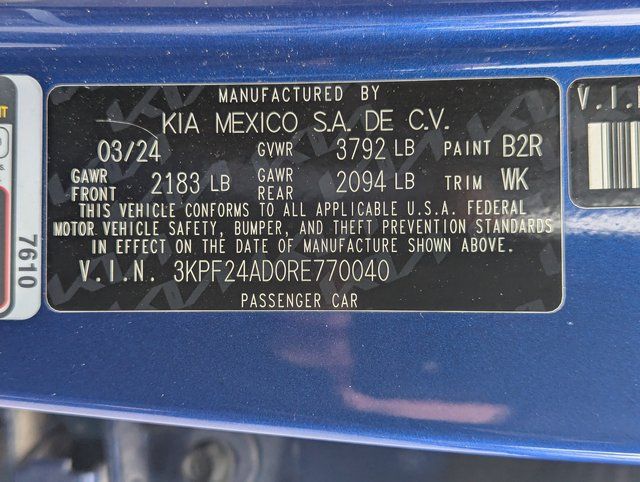 MANUFACTURED BY
KIA MEXICO S.A. DE C.V.
03/24 GVWR 3792 LB PAINT B2R
GAWR FRONT 2183 LB GAWR REAR 2094 LB TRIM WK
THIS VEHICLE CONFORMS TO ALL APPLICABLE U.S.A. FEDERAL
MOTOR VEHICLE SAFETY, BUMPER, AND THEFT PREVENTION STANDARDS
IN EFFECT ON THE DATE OF MANUFACTURE SHOWN ABOVE.
V.I.N. 3KPF24AD0RE770040
PASSENGER CAR
7610
V.I.N